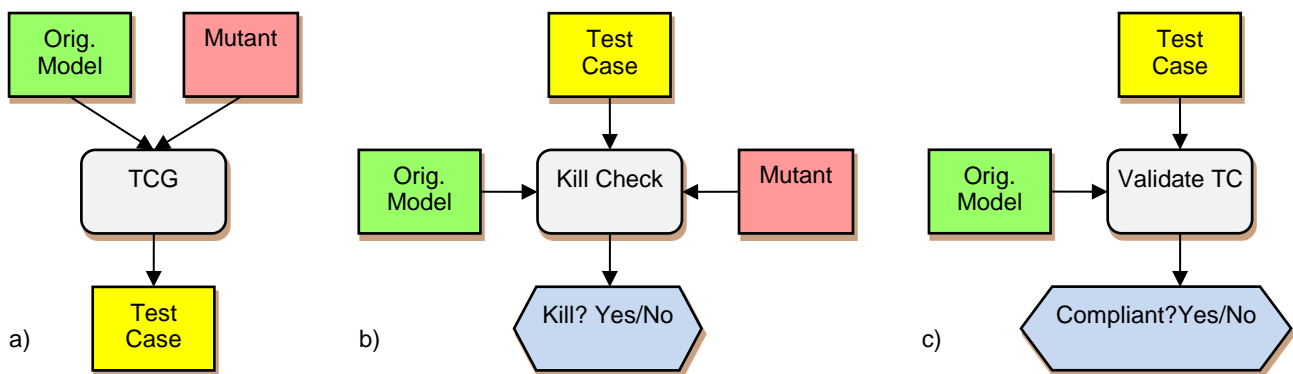 Orig.
Model
Mutant
TCG
Test
Case
a)
Test
Case
Orig.
Model
Kill Check
Mutant
Kill? Yes/No
b)
Test
Case
Orig.
Model
Validate TC
Compliant?Yes/No
c)